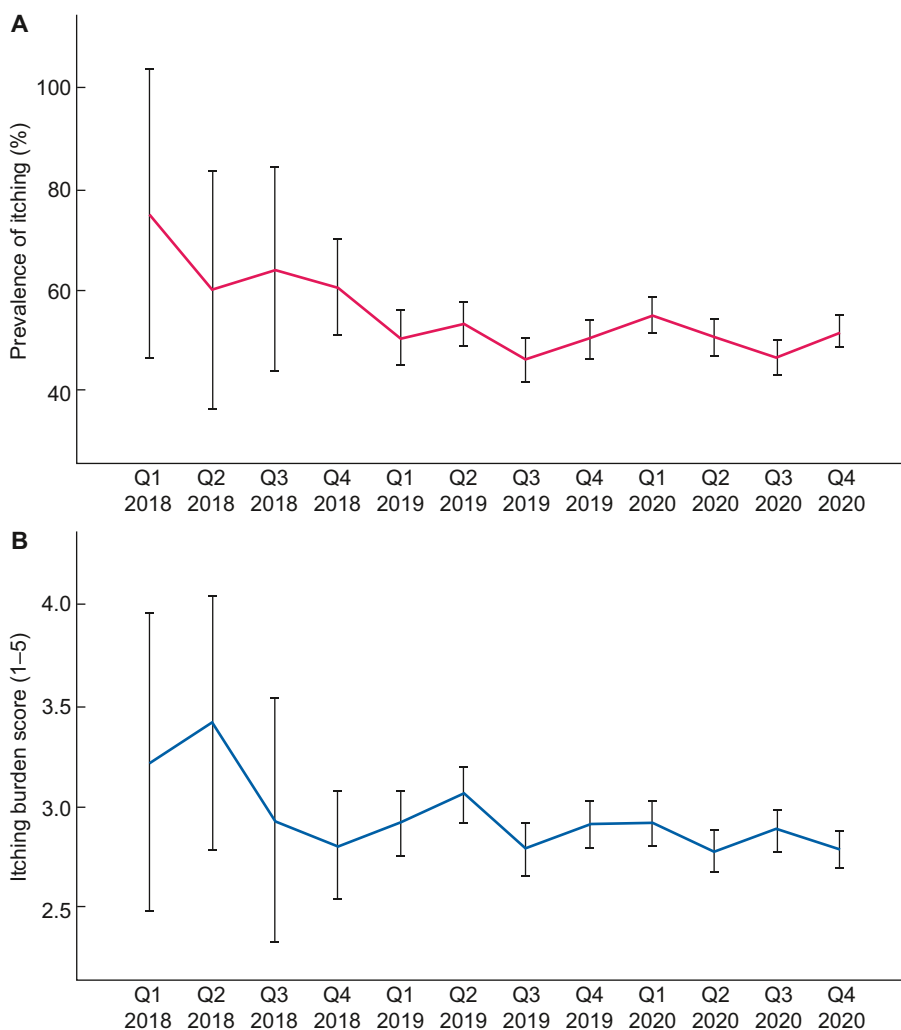 A
Prevalence of itching (%)
100
80
60
40
Q1 Q2 Q3 Q4 Q1 Q2 Q3 Q4 Q1 Q2 Q3 Q4
2018 2018 2018 2018 2019 2019 2019 2019 2020 2020 2020 2020
B
Itching burden score (1–5)
4.0
3.5
3.0
2.5
Q1 Q2 Q3 Q4 Q1 Q2 Q3 Q4 Q1 Q2 Q3 Q4
2018 2018 2018 2018 2019 2019 2019 2019 2020 2020 2020 2020